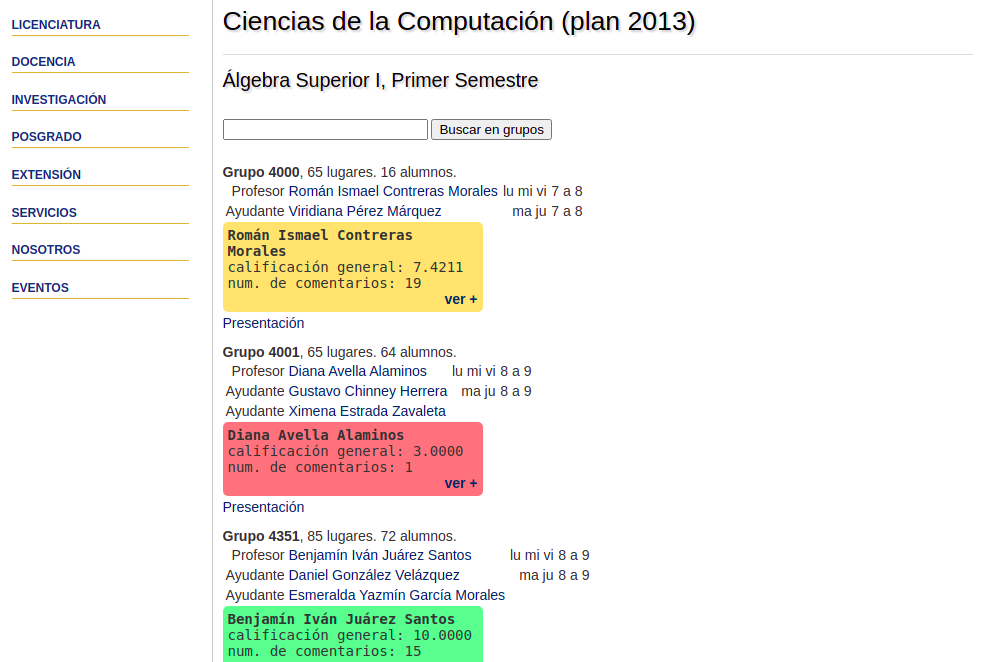 LICENCIATURA
DOCENCIA
INVESTIGACIÓN
POSGRADO
EXTENSIÓN
SERVICIOS
NOSOTROS
EVENTOS
Ciencias de la Computación (plan 2013)
Álgebra Superior I, Primer Semestre
Buscar en grupos
Grupo 4000, 65 lugares. 16 alumnos.
Profesor Román Ismael Contreras Morales lu mi vi 7 a 8
Ayudante Viridiana Pérez Márquez ma ju 7 a 8
Román Ismael Contreras
Morales
calificación general: 7.4211
num. de comentarios: 19
ver +
Presentación
Grupo 4001, 65 lugares. 64 alumnos.
Profesor Diana Avella Alaminos lu mi vi 8 a 9
Ayudante Gustavo Chinney Herrera ma ju 8 a 9
Ayudante Ximena Estrada Zavaleta
Diana Avella Alaminos
calificación general: 3.0000
num. de comentarios: 1
ver +
Presentación
Grupo 4351, 85 lugares. 72 alumnos.
Profesor Benjamín Iván Juárez Santos lu mi vi 8 a 9
Ayudante Daniel González Velázquez ma ju 8 a 9
Ayudante Esmeralda Yazmín García Morales
Benjamín Iván Juárez Santos
calificación general: 10.0000
num. de comentarios: 15